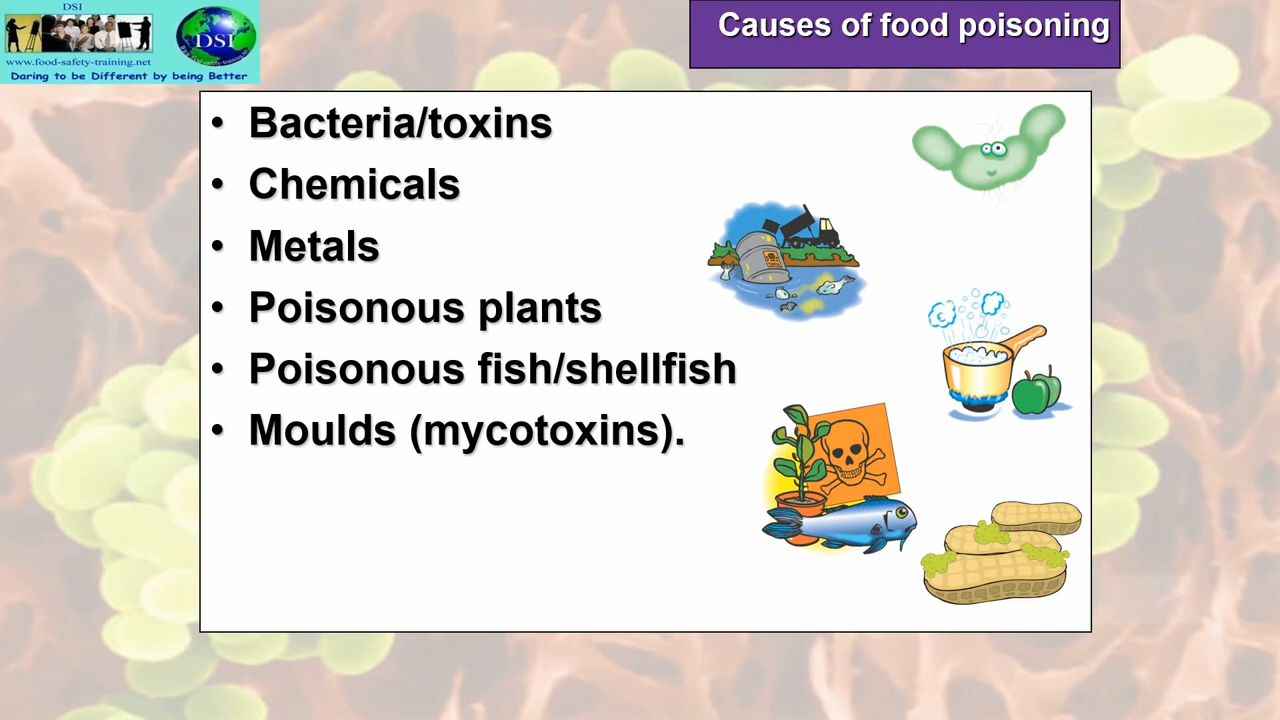 DSI
DSI
www.food-safety-training.net
Daring to be Different by being Better
Causes of food poisoning
• Bacteria/toxins
• Chemicals
• Metals
• Poisonous plants
• Poisonous fish/shellfish
• Moulds (mycotoxins).